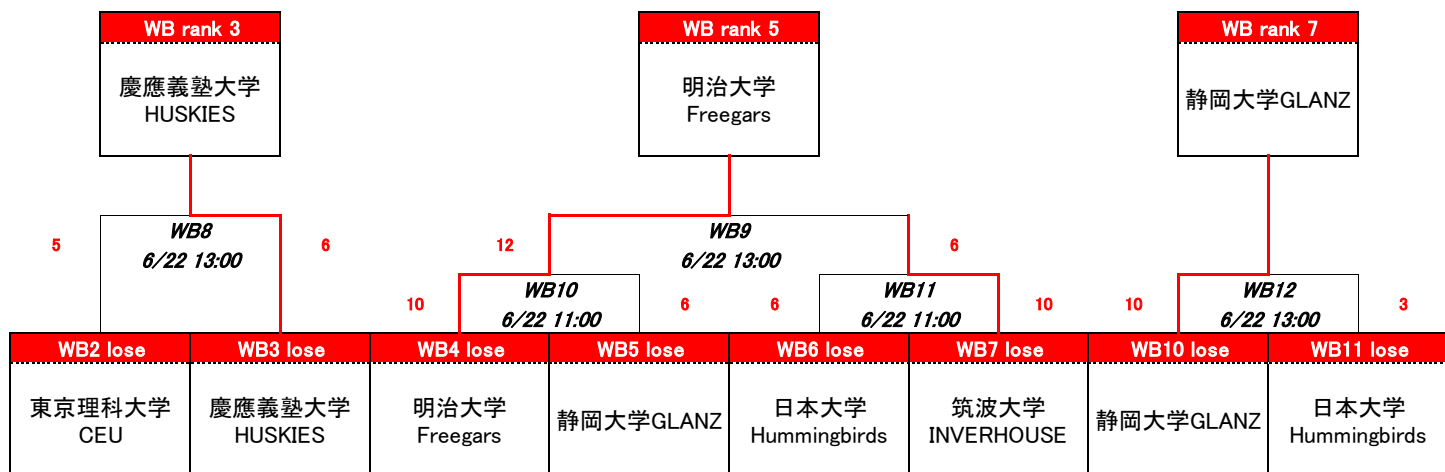 WB rank 3
WB rank 5
WB rank 7
慶應義塾大学
HUSKIES
明治大学
Freegars
静岡大学GLANZ
5
WB8
6/22 13:00
6
12
WB9
6/22 13:00
6
10
WB10
6/22 11:00
6
6
WB11
6/22 11:00
10
10
WB12
6/22 13:00
3
WB2 lose
WB3 lose
WB4 lose
WB5 lose
WB6 lose
WB7 lose
WB10 lose
WB11 lose
東京理科大学
CEU
慶應義塾大学
HUSKIES
明治大学
Freegars
静岡大学GLANZ
日本大学
Hummingbirds
筑波大学
INVERHOUSE
静岡大学GLANZ
日本大学
Hummingbirds